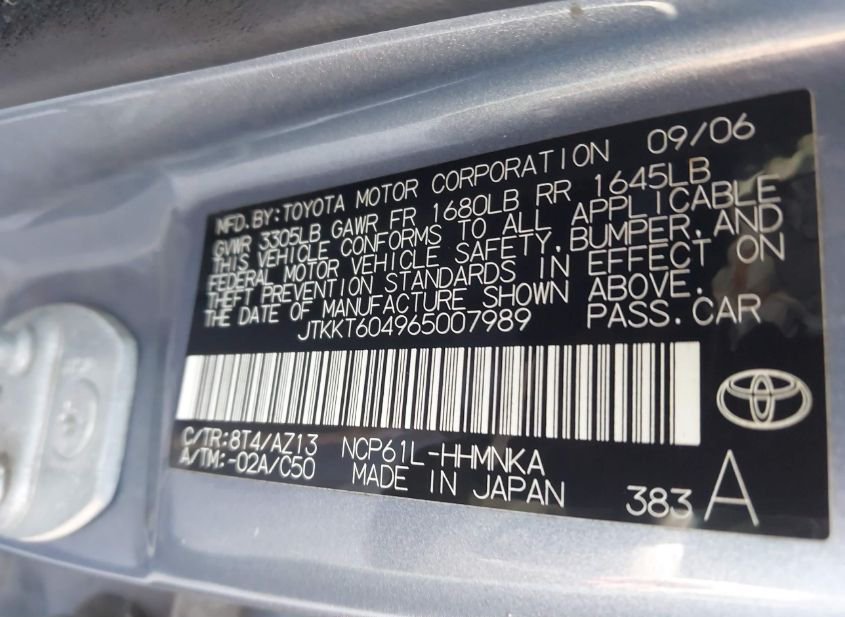 MFD.BY:TOYOTA MOTOR CORPORATION 09/06
GVWR 3305LB GAWR FR 1680LB RR 1645LB
THIS VEHICLE CONFORMS TO ALL APPLICABLE
FEDERAL MOTOR VEHICLE SAFETY,BUMPER,AND
THEFT PREVENTION STANDARDS IN EFFECT ON
THE DATE OF MANUFACTURE SHOWN ABOVE.
JTKKT604965007989 PASS.CAR
C/TR:8T4/AZ13 NCP61L-HHMNKA
A/TM:-02A/C50 MADE IN JAPAN 383 A